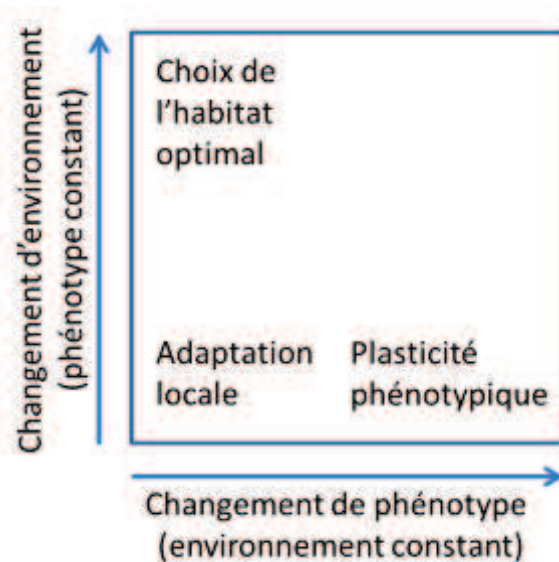 Changement d'environnement
(phénotype constant)
Choix de
l'habitat
optimal
Adaptation
locale
Plasticité
phénotypique
Changement de phénotype
(environnement constant)